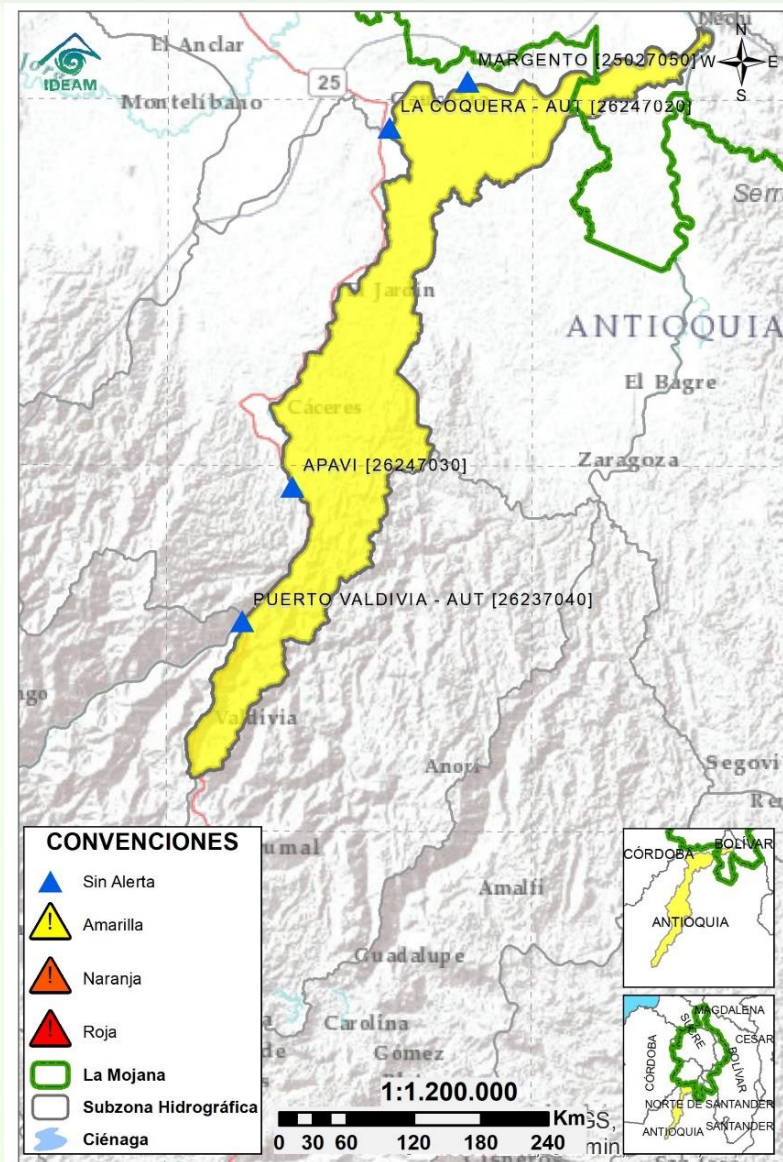 El Anclar
Nechí
N
MARGENTO [25027050]
W
E
S
IDEAM
25
Montelíbano
LA COQUERA - AUT [26247020]
El Jardín
ANTIOQUIA
El Bagre
Cáceres
APAVI [26247030]
Zaragoza
PUERTO VALDIVIA - AUT [26237040]
Valdivia
Anorí
Segovi
CONVENCIONES
Sin Alerta
Amarilla
Naranja
Roja
La Mojana
Subzona Hidrográfica
Ciénaga
Amalfi
Guadalupe
Carolina
Gómez
1:1.200.000
Km
0 30 60 120 180 240
BOLÍVAR
CÓRDOBA
ANTIOQUIA
MAGDALENA
SUCRE
CESAR
CÓRDOBA
BOLÍVAR
NORTE DE SANTANDER
SANTANDER
ANTIOQUIA